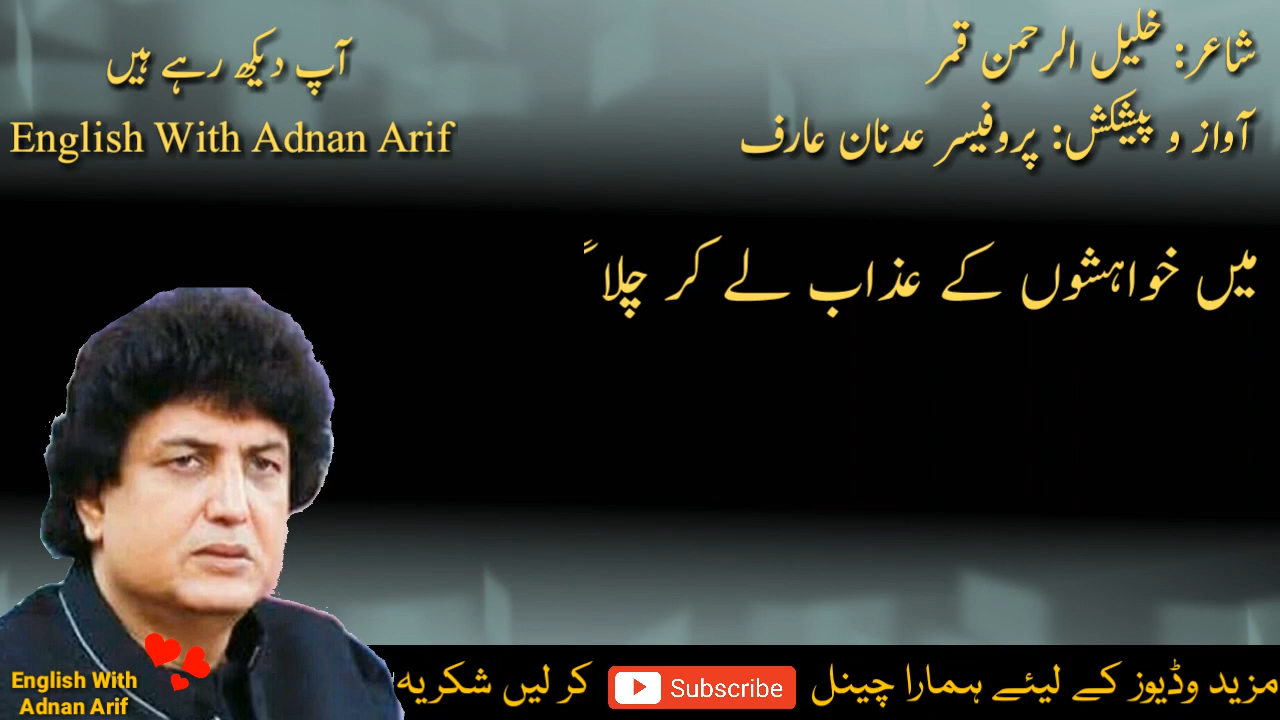 شاعر: خلیل الرحمن قمر
آپ دیکھ رہے ہیں
آواز و پیشکش: پروفیسر عدنان عارف
English With Adnan Arif
میں خواہشوں کے عذاب لے کر چلا
English With
Adnan Arif
مزید وڈیوز کے لیئے ہمارا چینل Subscribe کر لیں شکریہ